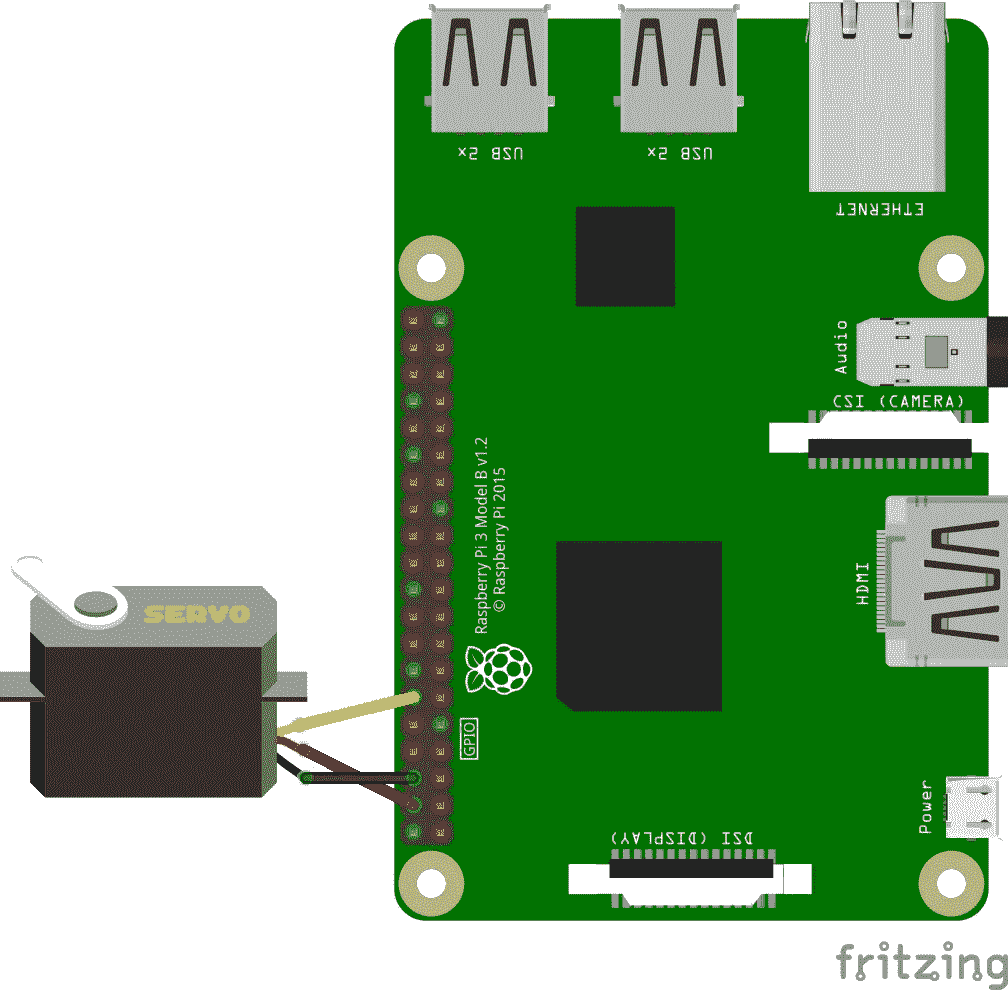 USB 2x
USB 2x
ETHERNET
Audio
CSI (CAMERA)
Raspberry Pi 3 Model B v1.2
© Raspberry Pi 2015
HDMI
SERVO
GPIO
Power
DSI (DISPLAY)
fritzing